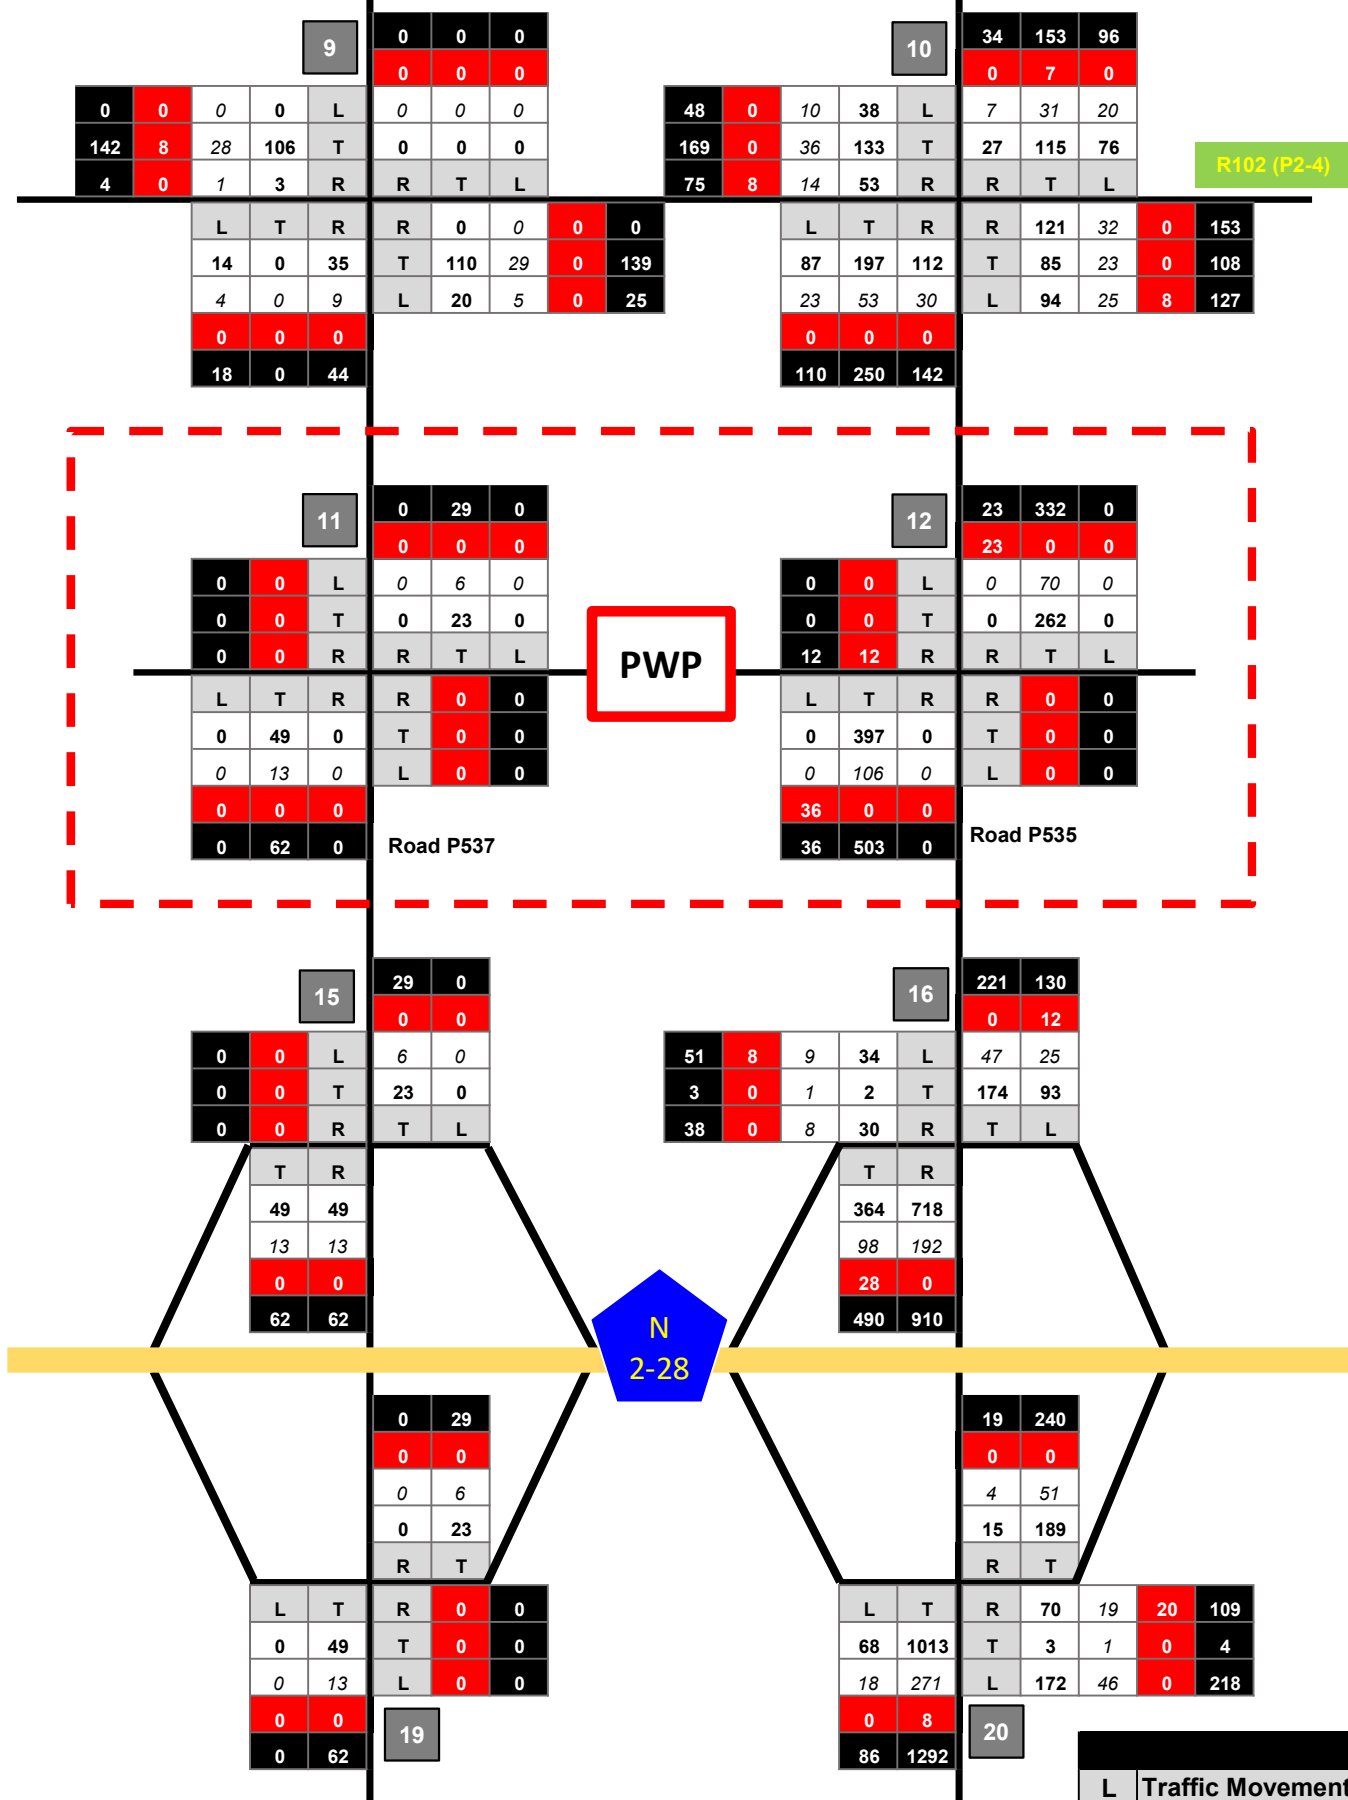 0 0 0 34 153 96
9 10
0 0 0 0 7 0
0 0 0 0 L 0 0 0 48 0 10 38 L 7 31 20
142 8 28 106 T 0 0 0 169 0 36 133 T 27 115 76
R102 (P2-4)
4 0 1 3 R R T L 75 8 14 53 R R T L
L T R R 0 0 0 0 L T R R 121 32 0 153
14 0 35 T 110 29 0 139 87 197 112 T 85 23 0 108
4 0 9 L 20 5 0 25 23 53 30 L 94 25 8 127
0 0 0 0 0 0
18 0 44 110 250 142
0 29 0 23 332 0
11 12
0 0 0 23 0 0
0 0 L 0 6 0 0 0 L 0 70 0
0 0 T 0 23 0 0 0 T 0 262 0
0 0 R R T L PWP 12 12 R R T L
L T R R 0 0 L T R R 0 0
0 49 0 T 0 0 0 397 0 T 0 0
0 13 0 L 0 0 0 106 0 L 0 0
0 0 0 36 0 0
0 62 0 Road P537 36 503 0 Road P535
29 0 221 130
15 16
0 0 0 12
0 0 L 6 0 51 8 9 34 L 47 25
0 0 T 23 0 3 0 1 2 T 174 93
0 0 R T L 38 0 8 30 R T L
T R T R
49 49 364 718
13 13 98 192
0 0 28 0
62 62 490 910
N
2-28
0 29 19 240
0 0 0 0
0 6 4 51
0 23 15 189
R T R T
L T R 0 0 L T R 70 19 20 109
0 49 T 0 0 68 1013 T 3 1 0 4
0 13 L 0 0 18 271 L 172 46 0 218
0 0 0 8
19 20
0 62 86 1292
L Traffic Movement